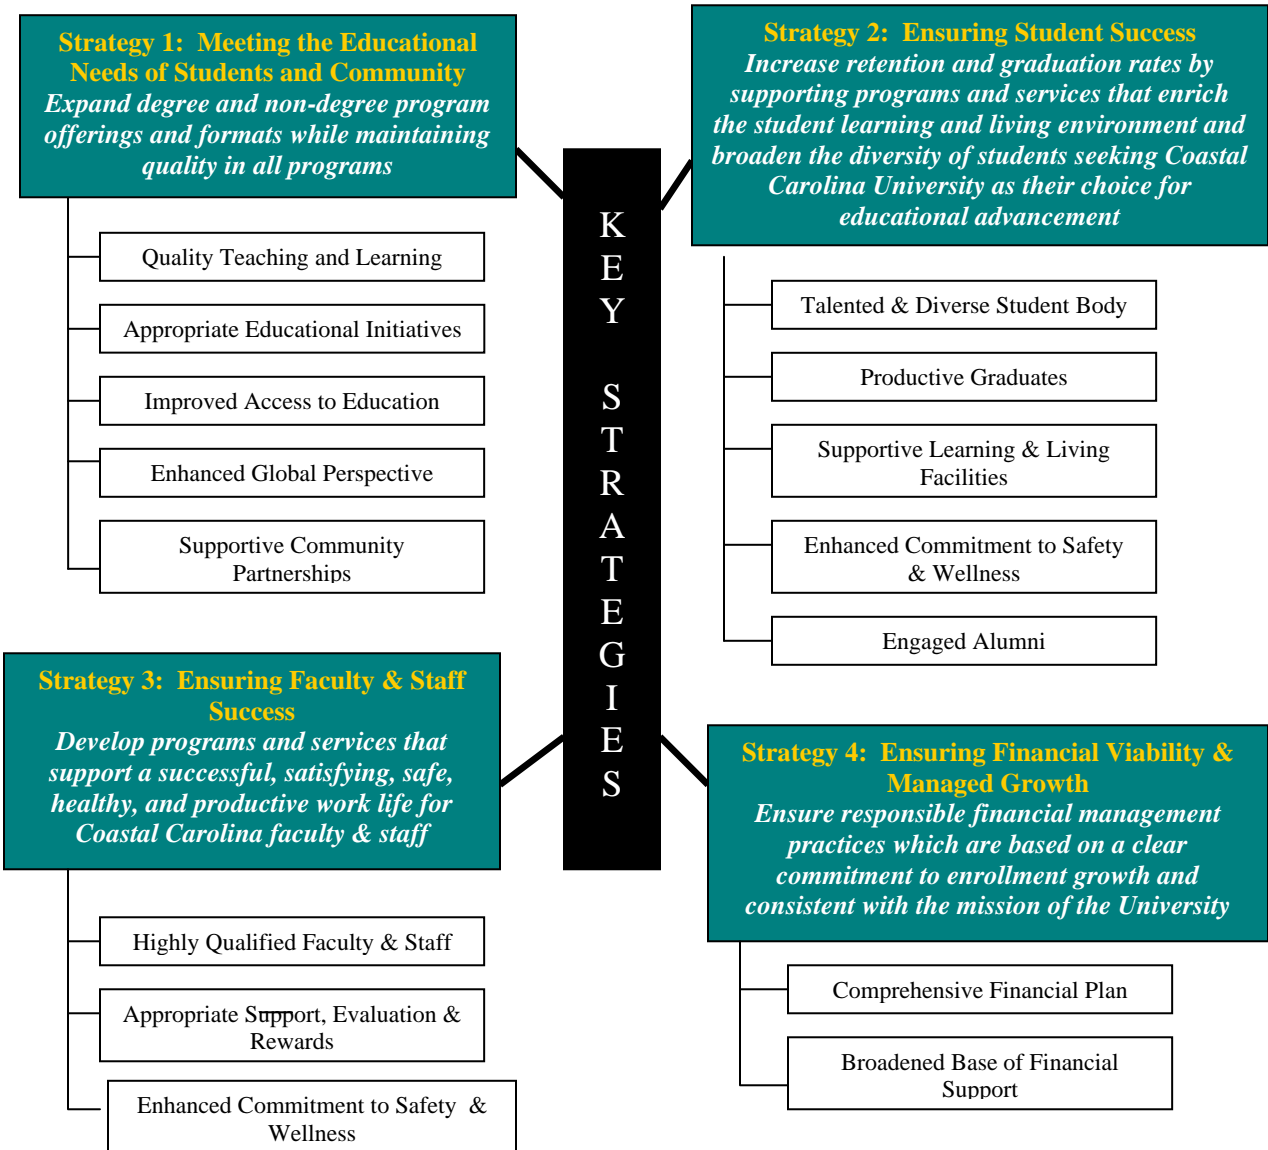 Strategy 1:  Meeting the Educational
Needs of Students and Community
Expand degree and non-degree program
offerings and formats while maintaining
quality in all programs
Quality Teaching and Learning
Appropriate Educational Initiatives
Improved Access to Education
Enhanced Global Perspective
Supportive Community
Partnerships
KEY STRATEGIES
Strategy 2:  Ensuring Student Success
Increase retention and graduation rates by
supporting programs and services that enrich
the student learning and living environment and
broaden the diversity of students seeking Coastal
Carolina University as their choice for
educational advancement
Talented & Diverse Student Body
Productive Graduates
Supportive Learning & Living
Facilities
Enhanced Commitment to Safety
& Wellness
Engaged Alumni
Strategy 3:  Ensuring Faculty & Staff
Success
Develop programs and services that
support a successful, satisfying, safe,
healthy, and productive work life for
Coastal Carolina faculty & staff
Highly Qualified Faculty & Staff
Appropriate Support, Evaluation &
Rewards
Enhanced Commitment to Safety  &
Wellness
Strategy 4:  Ensuring Financial Viability &
Managed Growth
Ensure responsible financial management
practices which are based on a clear
commitment to enrollment growth and
consistent with the mission of the University
Comprehensive Financial Plan
Broadened Base of Financial
Support